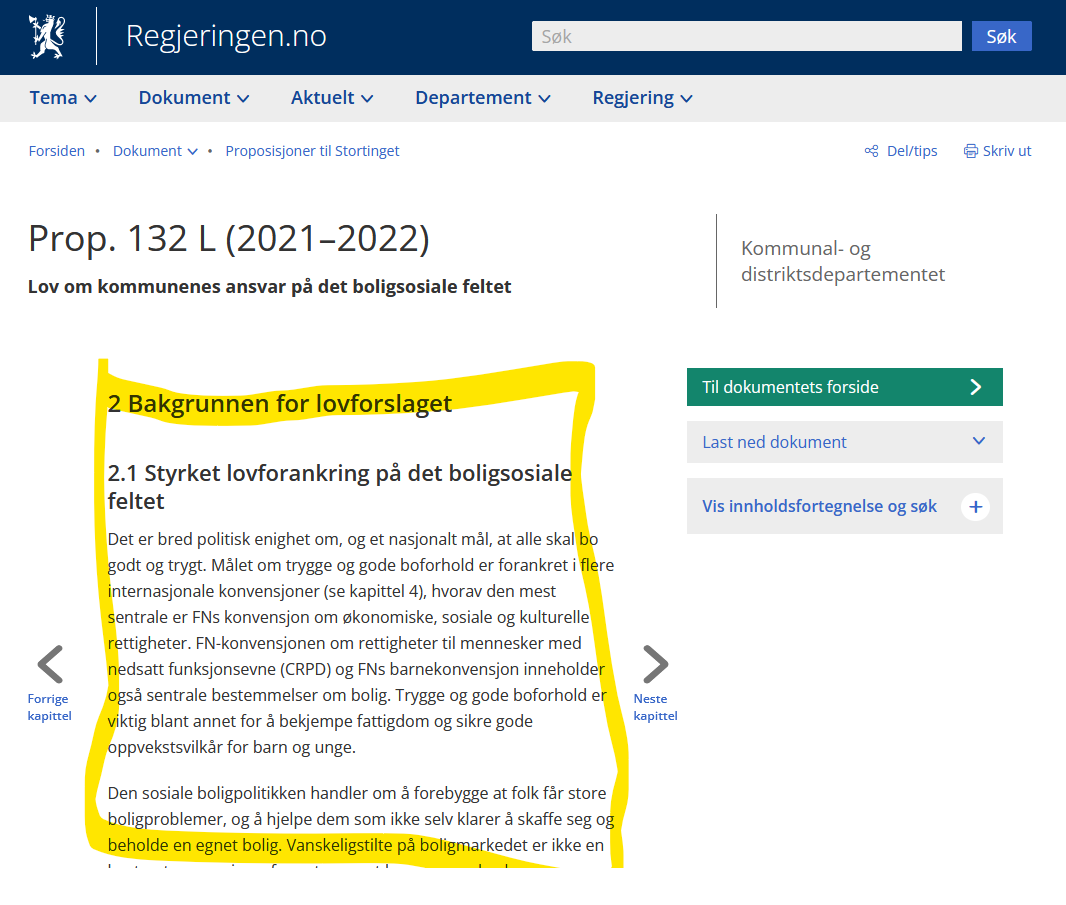 Regjeringen.no
Søk
Søk
Tema
Dokument
Aktuelt
Departement
Regjering
Forsiden • Dokument • Proposisjoner til Stortinget
Del/tips
Skriv ut
Prop. 132 L (2021–2022)
Lov om kommunenes ansvar på det boligsosiale feltet
Kommunal- og
distriktsdepartementet
2 Bakgrunnen for lovforslaget
2.1 Styrket lovforankring på det boligsosiale
feltet
Det er bred politisk enighet om, og et nasjonalt mål, at alle skal bo
godt og trygt. Målet om trygge og gode boforhold er forankret i flere
internasjonale konvensjoner (se kapittel 4), hvorav den mest
sentrale er FNs konvensjon om økonomiske, sosiale og kulturelle
rettigheter. FN-konvensjonen om rettigheter til mennesker med
nedsatt funksjonsevne (CRPD) og FNs barnekonvensjon inneholder
også sentrale bestemmelser om bolig. Trygge og gode boforhold er
viktig blant annet for å bekjempe fattigdom og sikre gode
oppvekstsvilkår for barn og unge.
Den sosiale boligpolitikken handler om å forebygge at folk får store
boligproblemer, og å hjelpe dem som ikke selv klarer å skaffe seg og
beholde en egnet bolig. Vanskeligstilte på boligmarkedet er ikke en
Forrige
kapittel
Neste
kapittel
Til dokumentets forside
Last ned dokument
Vis innholdsfortegnelse og søk